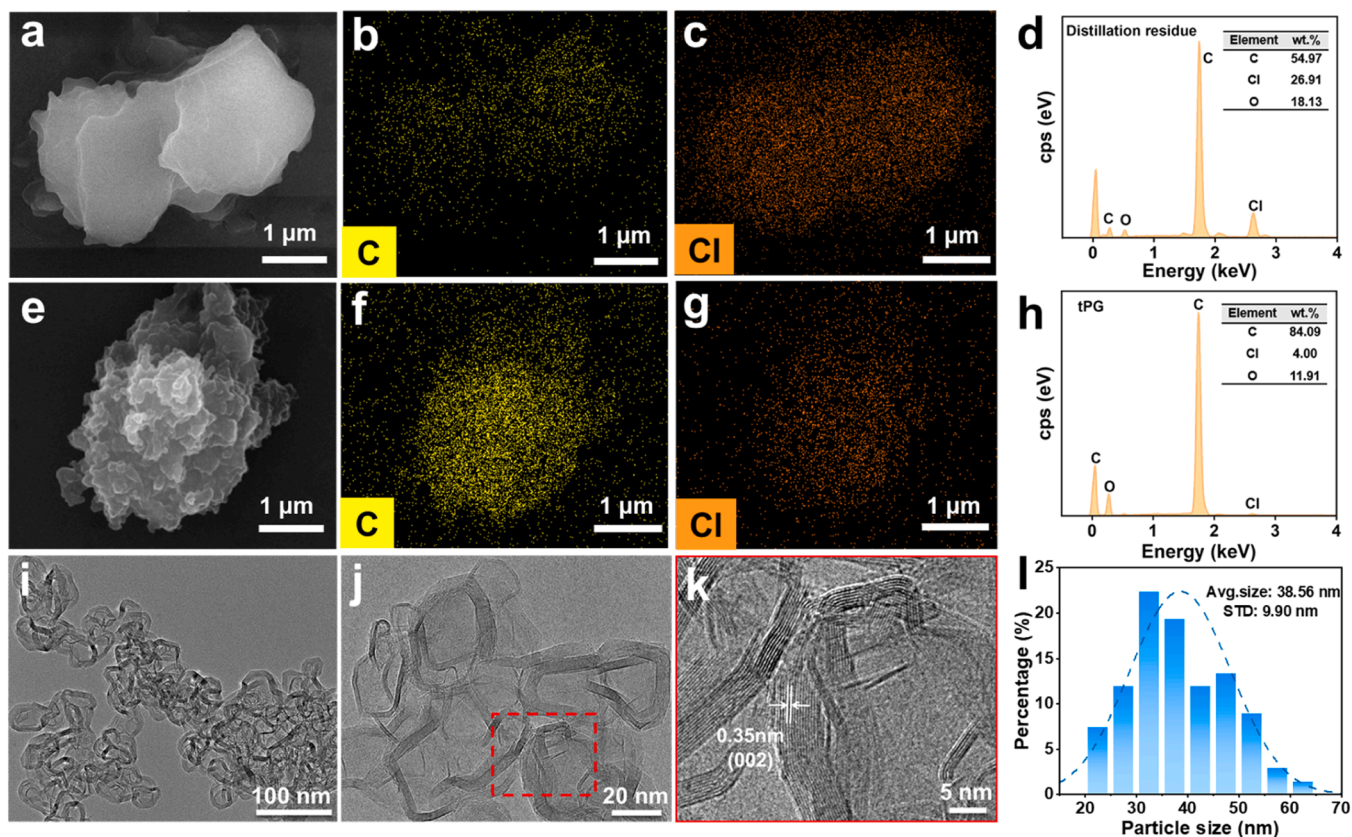 a
1 μm
b
C
1 μm
c
Cl
1 μm
d
Distillation residue
Element wt.%
C 54.97
Cl 26.91
O 18.13
C
C
O
Cl
cps (eV)
0 1 2 3 4
Energy (keV)
e
1 μm
f
C
1 μm
g
Cl
1 μm
h
tPG
Element wt.%
C 84.09
Cl 4.00
O 11.91
C
C
O
Cl
cps (eV)
0 1 2 3 4
Energy (keV)
i
100 nm
j
20 nm
k
0.35nm
(002)
5 nm
l
Avg.size: 38.56 nm
STD: 9.90 nm
Percentage (%)
25
20
15
10
5
0
20 30 40 50 60 70
Particle size (nm)